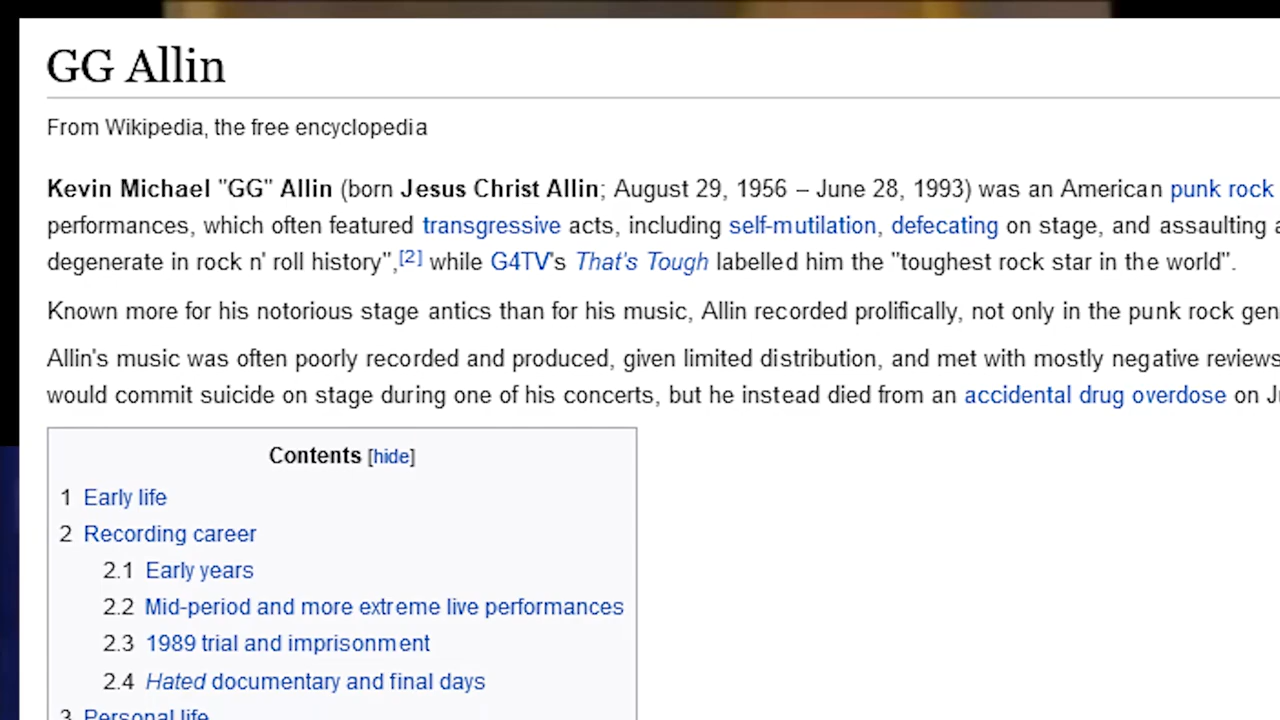 GG Allin
From Wikipedia, the free encyclopedia
Kevin Michael "GG" Allin (born Jesus Christ Allin; August 29, 1956 – June 28, 1993) was an American punk rock
performances, which often featured transgressive acts, including self-mutilation, defecating on stage, and assaulting
degenerate in rock n' roll history",[2] while G4TV's That's Tough labelled him the "toughest rock star in the world".
Known more for his notorious stage antics than for his music, Allin recorded prolifically, not only in the punk rock gen
Allin's music was often poorly recorded and produced, given limited distribution, and met with mostly negative reviews
would commit suicide on stage during one of his concerts, but he instead died from an accidental drug overdose on
Contents [hide]
1 Early life
2 Recording career
2.1 Early years
2.2 Mid-period and more extreme live performances
2.3 1989 trial and imprisonment
2.4 Hated documentary and final days
3 Personal life